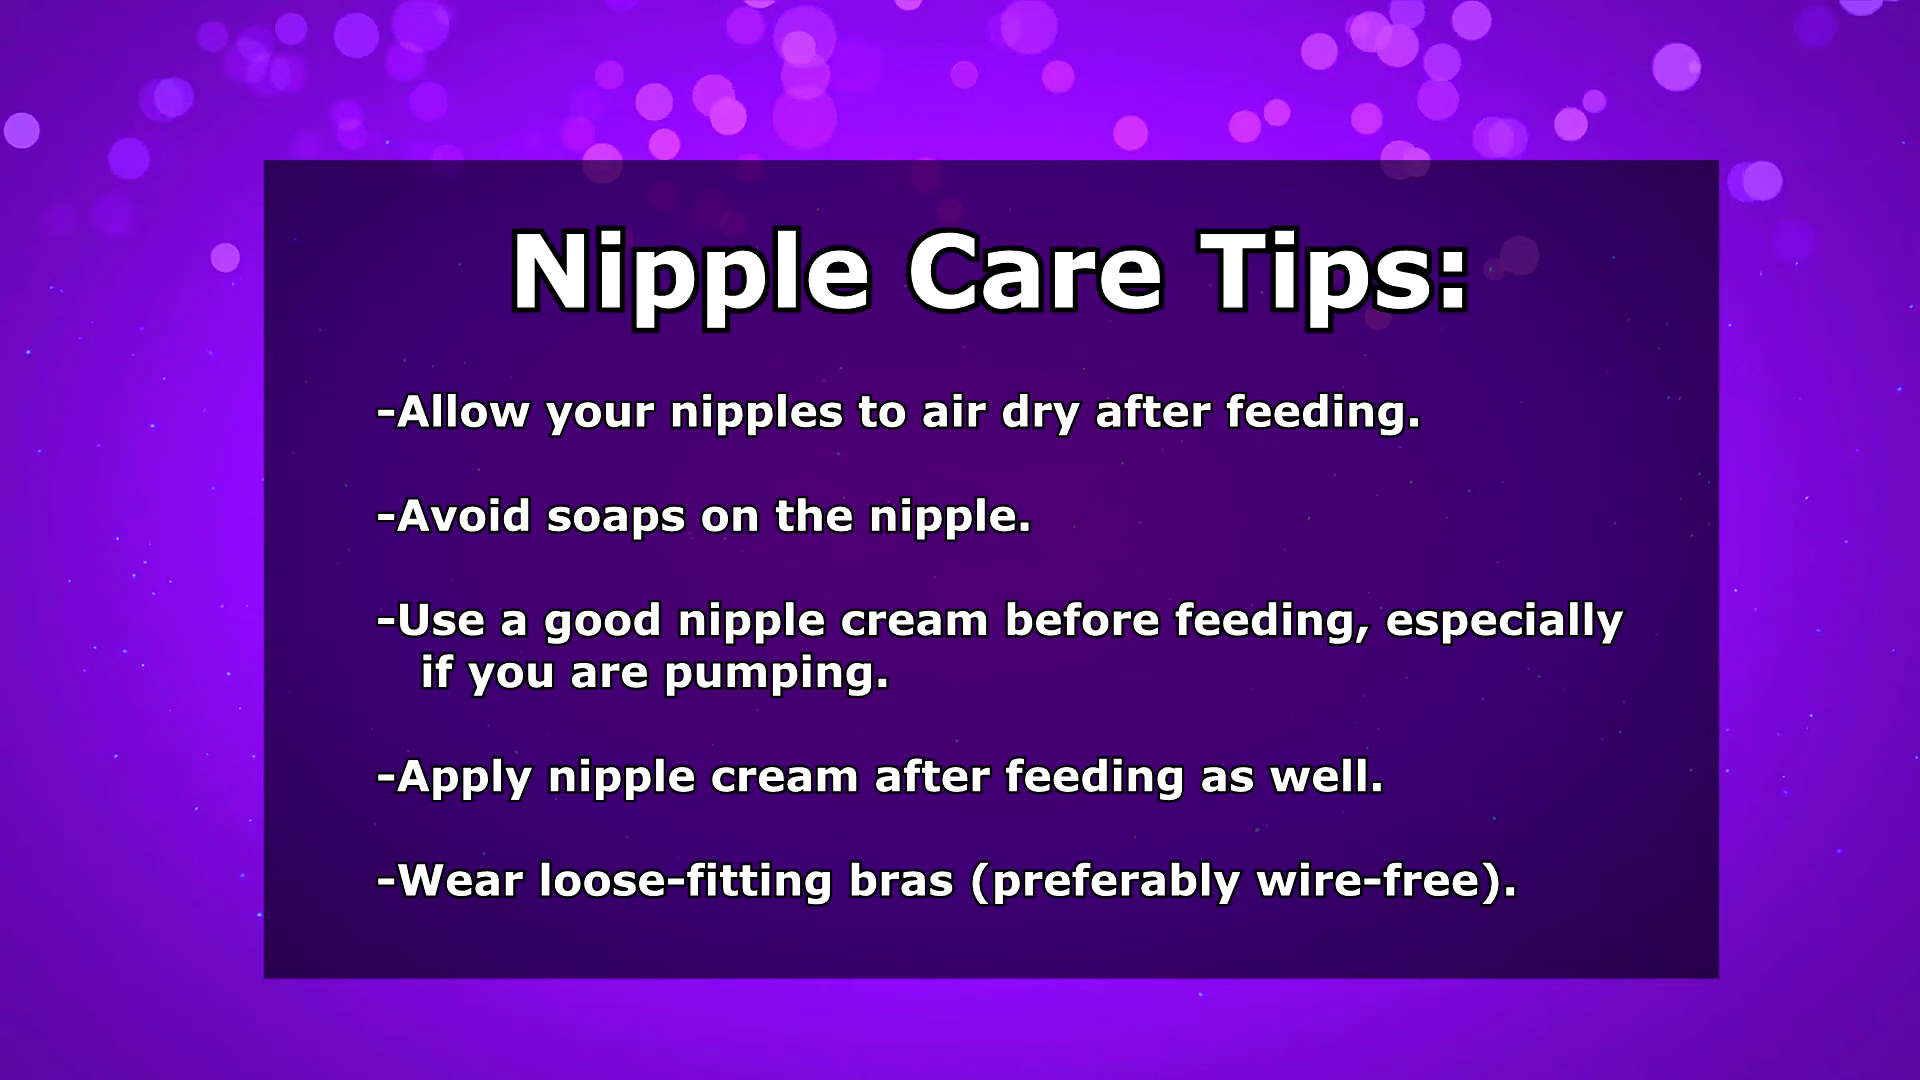 Nipple Care Tips:
-Allow your nipples to air dry after feeding.
-Avoid soaps on the nipple.
-Use a good nipple cream before feeding, especially
if you are pumping.
-Apply nipple cream after feeding as well.
-Wear loose-fitting bras (preferably wire-free).